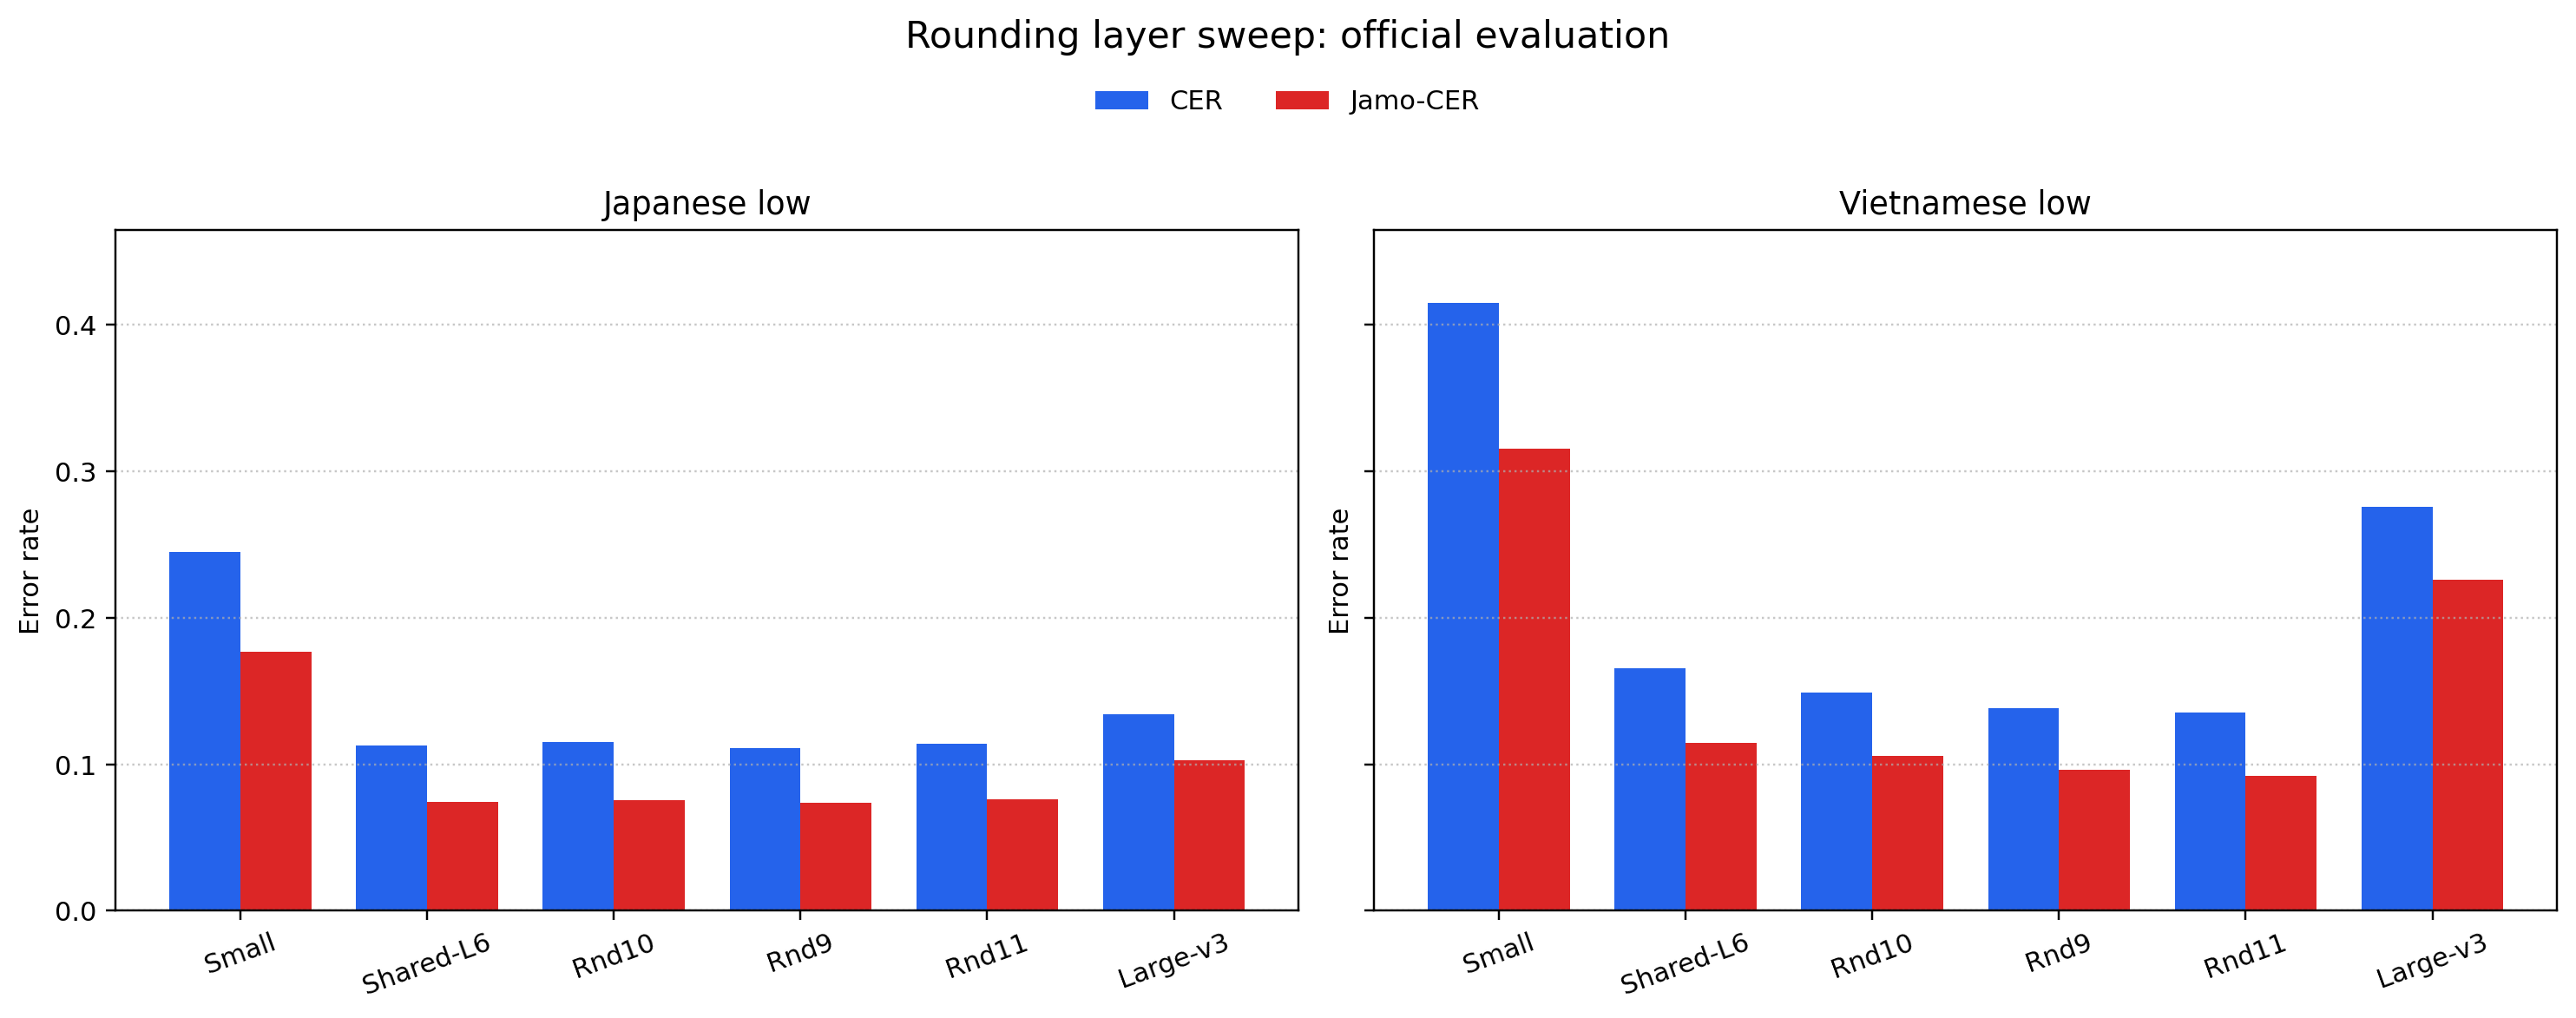 Rounding layer sweep: official evaluation
CER Jamo-CER
Japanese low
Error rate
0.4
0.3
0.2
0.1
0.0
Small Shared-L6 Rnd10 Rnd9 Rnd11 Large-v3
Vietnamese low
Error rate
Small Shared-L6 Rnd10 Rnd9 Rnd11 Large-v3